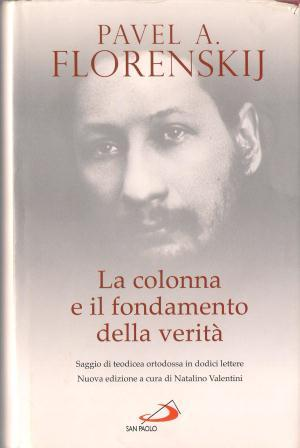 PAVEL A.
FLORENSKIJ
La colonna
e il fondamento
della verità
Saggio di teodicea ortodossa in dodici lettere
Nuova edizione a cura di Natalino Valentini
SAN PAOLO